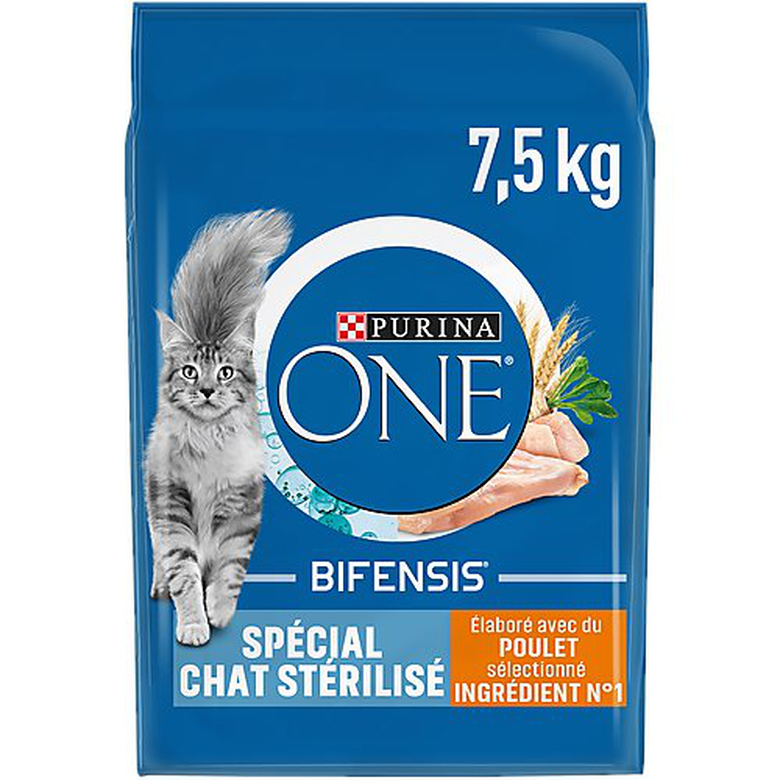 7,5 kg
PURINA
ONE®
BIFENSIS®
SPÉCIAL
CHAT STÉRILISÉ
Élaboré avec du
POULET
sélectionné
INGRÉDIENT N°1